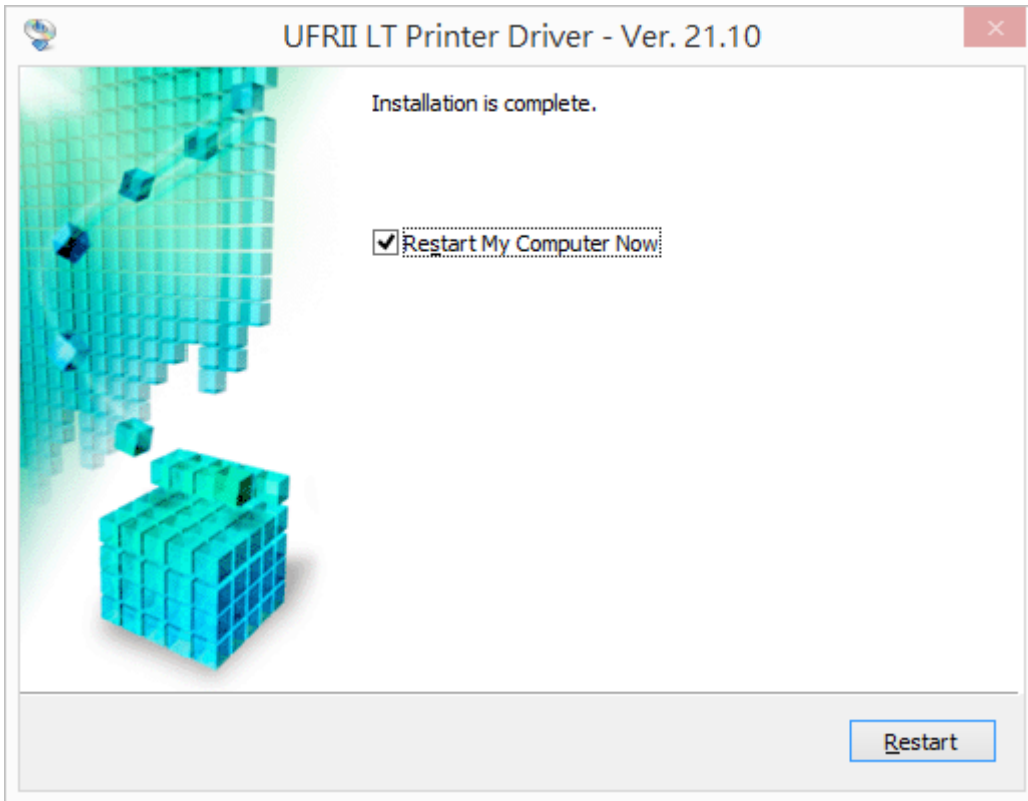 UFRII LT Printer Driver - Ver. 21.10
Installation is complete.
Restart My Computer Now
Restart